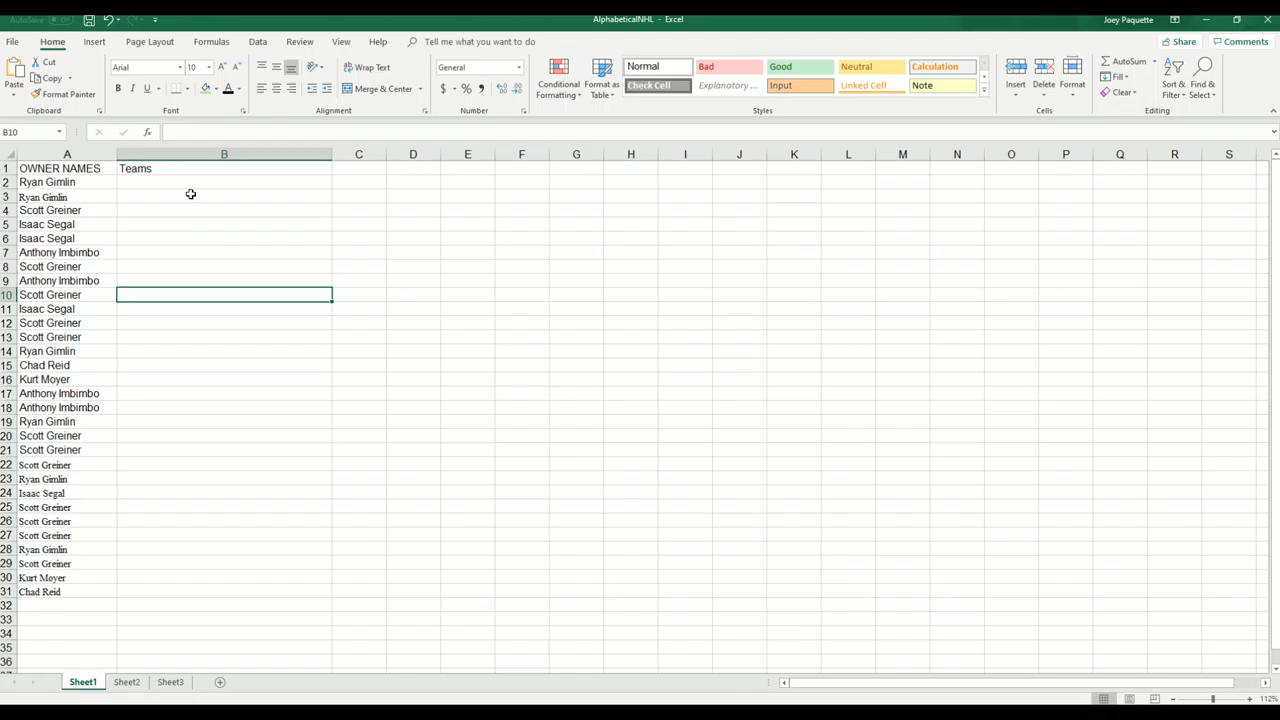 AutoSave Off
AlphabeticalNHL - Excel
Joey Paquette
File Home Insert Page Layout Formulas Data Review View Help Tell me what you want to do
Share Comments
Paste
Cut
Copy
Format Painter
Clipboard
Arial 10
B I U
Font
Wrap Text
Merge & Center
Alignment
General
$ % ,
Number
Conditional Formatting
Format as Table
Normal Bad Good Neutral Calculation
Check Cell Explanatory ... Input Linked Cell Note
Styles
Insert Delete Format
Cells
AutoSum
Fill
Clear
Sort & Filter
Find & Select
Editing
B10 fx
A B C D E F G H I J K L M N O P Q R S
1 OWNER NAMES Teams
2 Ryan Gimlin
3 Ryan Gimlin
4 Scott Greiner
5 Isaac Segal
6 Isaac Segal
7 Anthony Imbimbo
8 Scott Greiner
9 Anthony Imbimbo
10 Scott Greiner
11 Isaac Segal
12 Scott Greiner
13 Scott Greiner
14 Ryan Gimlin
15 Chad Reid
16 Kurt Moyer
17 Anthony Imbimbo
18 Anthony Imbimbo
19 Ryan Gimlin
20 Scott Greiner
21 Scott Greiner
22 Scott Greiner
23 Ryan Gimlin
24 Isaac Segal
25 Scott Greiner
26 Scott Greiner
27 Scott Greiner
28 Ryan Gimlin
29 Scott Greiner
30 Kurt Moyer
31 Chad Reid
32
33
34
35
36
Sheet1 Sheet2 Sheet3
112%